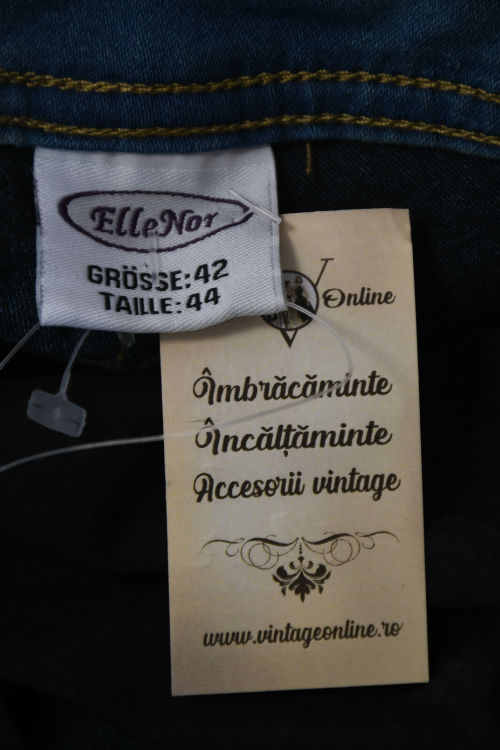 ElleNor
GRÖSSE:42
TAILLE:44
V Online
Îmbrăcăminte
Încălțăminte
Accesorii vintage
www.vintageonline.ro